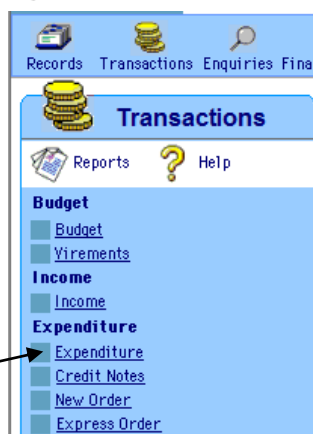 Records Transactions Enquiries Fina
Transactions
Reports Help
Budget
Budget
Virements
Income
Income
Expenditure
Expenditure
Credit Notes
New Order
Express Order